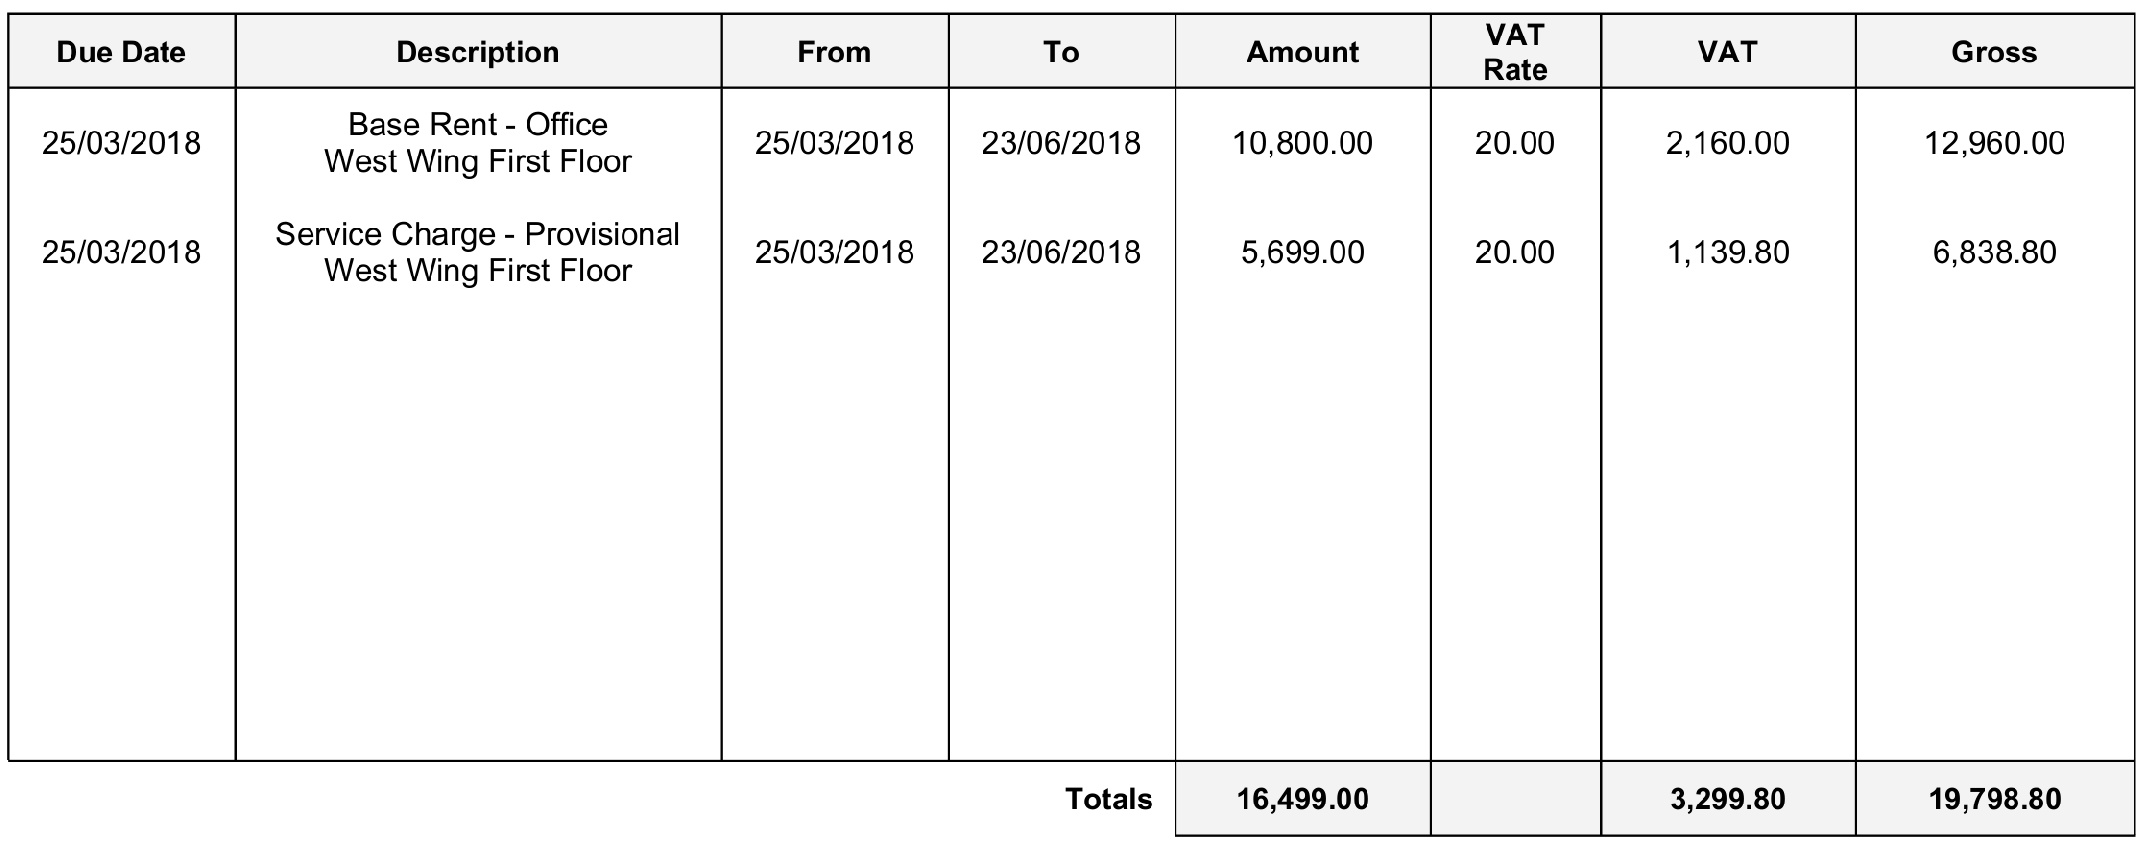 Due Date Description From To Amount VAT Rate VAT Gross
25/03/2018 Base Rent - Office 25/03/2018 23/06/2018 10,800.00 20.00 2,160.00 12,960.00
West Wing First Floor
25/03/2018 Service Charge - Provisional 25/03/2018 23/06/2018 5,699.00 20.00 1,139.80 6,838.80
West Wing First Floor
Totals 16,499.00 3,299.80 19,798.80